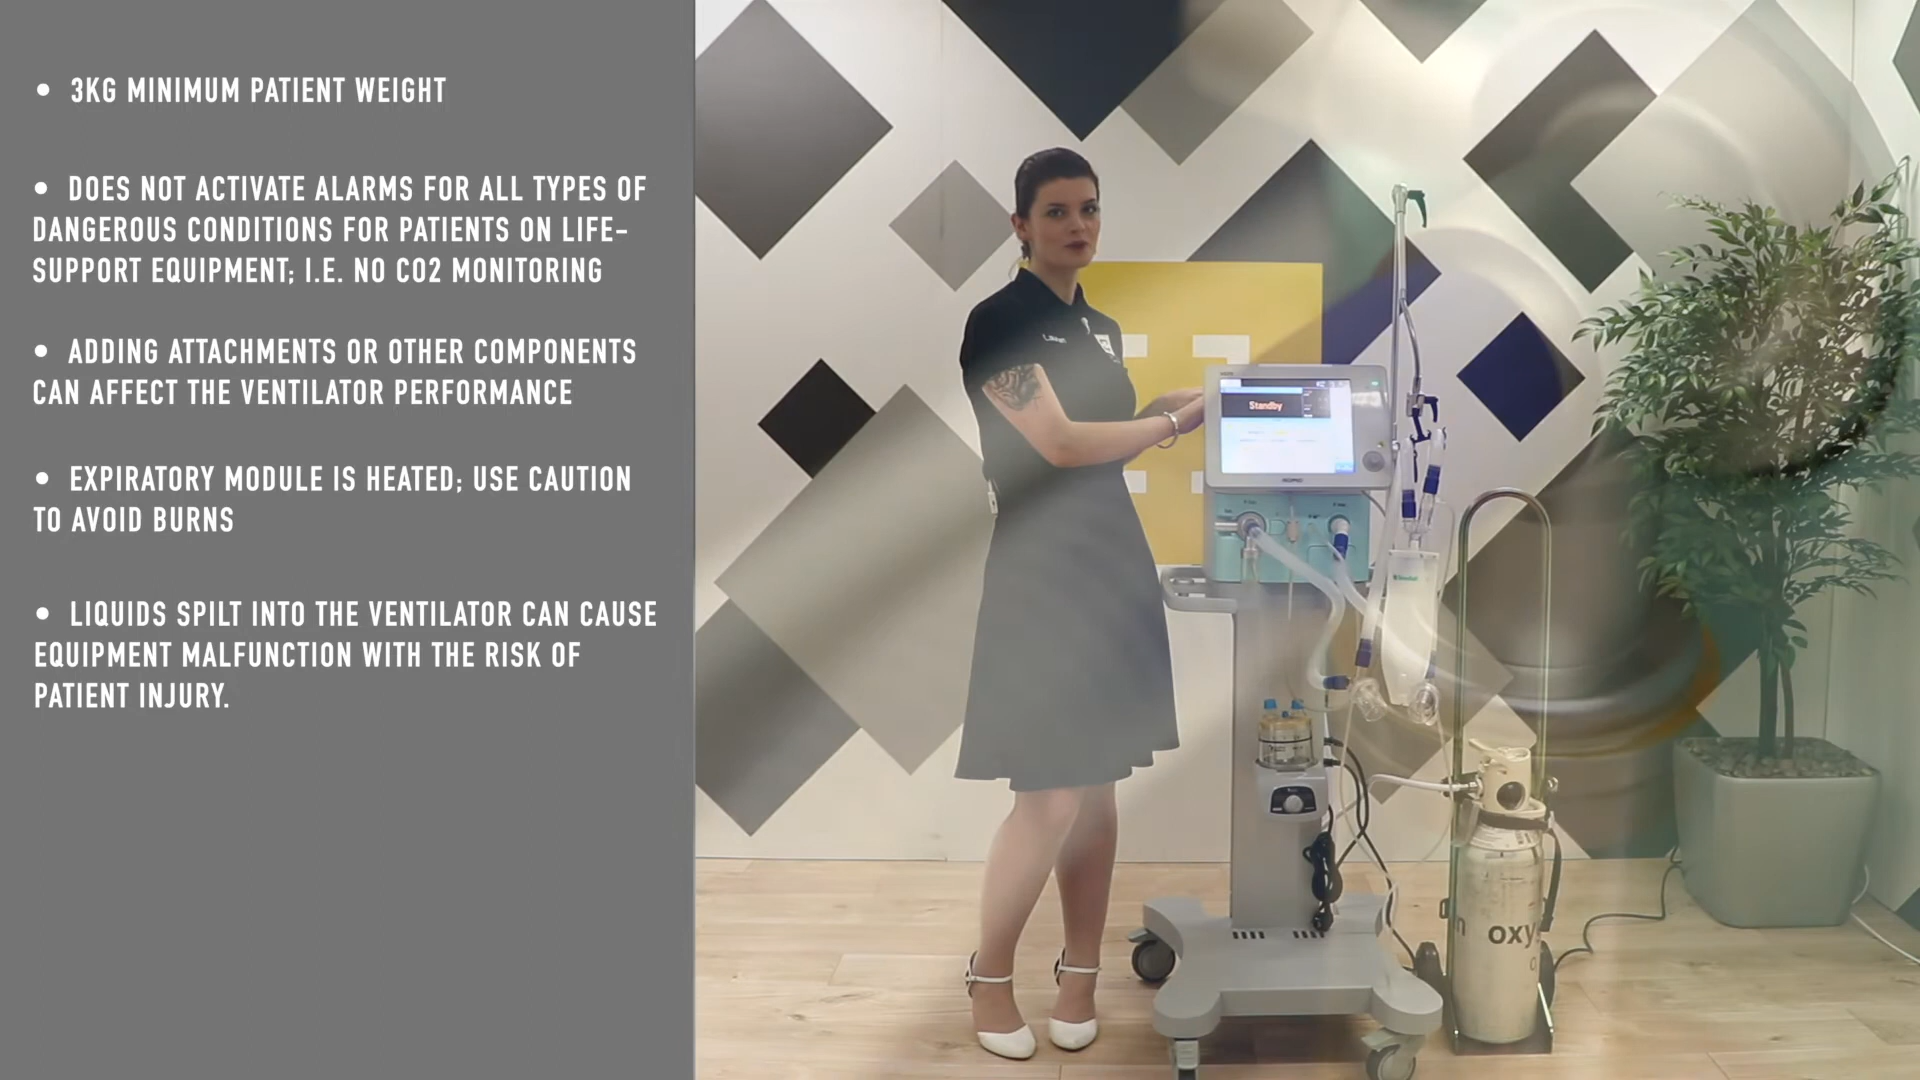 • 3KG MINIMUM PATIENT WEIGHT
• DOES NOT ACTIVATE ALARMS FOR ALL TYPES OF
DANGEROUS CONDITIONS FOR PATIENTS ON LIFE-
SUPPORT EQUIPMENT; I.E. NO CO2 MONITORING
• ADDING ATTACHMENTS OR OTHER COMPONENTS
CAN AFFECT THE VENTILATOR PERFORMANCE
• EXPIRATORY MODULE IS HEATED; USE CAUTION
TO AVOID BURNS
• LIQUIDS SPILT INTO THE VENTILATOR CAN CAUSE
EQUIPMENT MALFUNCTION WITH THE RISK OF
PATIENT INJURY.
Standby
oxy